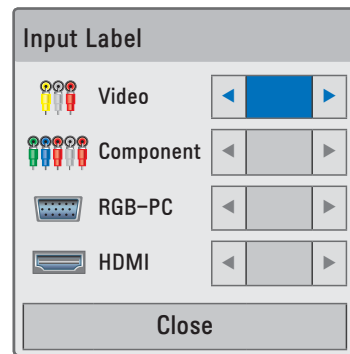 Input Label
Video
Component
RGB-PC
HDMI
Close